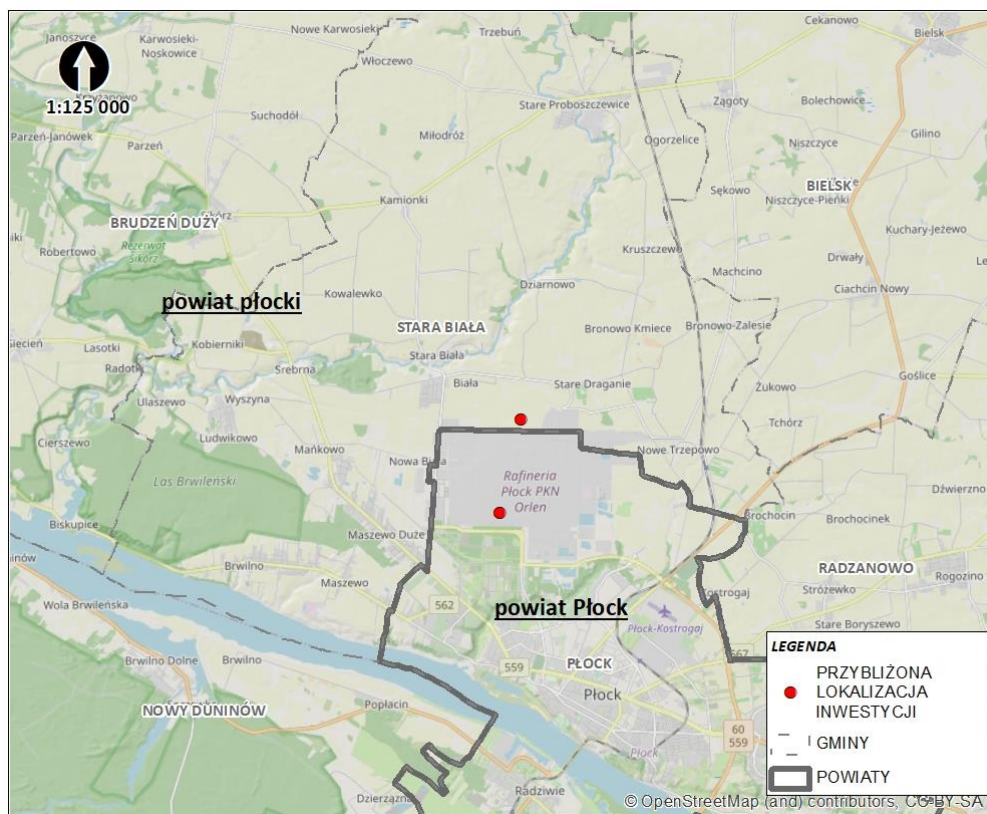 Janoszyce
Karwosieki-
Noskowice
Nowe Karwosieki
Trzebuń
Cekanowo
Bielsk
Włoczewo
1:125 000
Stare Proboszczewice
Zągoty
Bolechowice
Suchodół
Parzeń-Janówek
Parzeń
Miłodróż
Ogorzelice
Niszczyce
Gilino
Kamionki
Sękowo
BIELSK
Niszczyce-Pieńki
BRUDZEŃ DUŻY
Robertowo
Rezerwat
Sikórz
Kruszczewo
Kuchary-Jeżewo
Machcino
Drwały
Dziarnowo
Ciachcin Nowy
powiat płocki
Kowalewko
STARA BIAŁA
Bronowo Kmiece
Bronowo-Zalesie
Lasotki
Kobierniki
Stara Biała
Srebrna
Biała
Stare Draganie
Goślice
Żukowo
Ulaszewo
Wyszyna
Tchórz
Cierszewo
Ludwikowo
Mańkowo
Nowe Trzepowo
Nowa Biała
Las Brwileński
Rafineria
Płock PKN
Orlen
Dźwierzno
Biskupice
Brochocin
Brochocinek
Maszewo Duże
Brwilno
Maszewo
RADZANOWO
Rogozino
Wola Brwileńska
562
powiat Płock
Stróżewko
Kostrogaj
Płock-Kostrogaj
Stare Boryszewo
Brwilno Dolne
Brwilno
559
PŁOCK
567
Płock
NOWY DUNINÓW
Popłacin
60
559
Płock
Dzierżązna
Radziwie
LEGENDA
PRZYBLIŻONA
LOKALIZACJA
INWESTYCJI
GMINY
POWIATY
© OpenStreetMap (and) contributors, CC-BY-SA